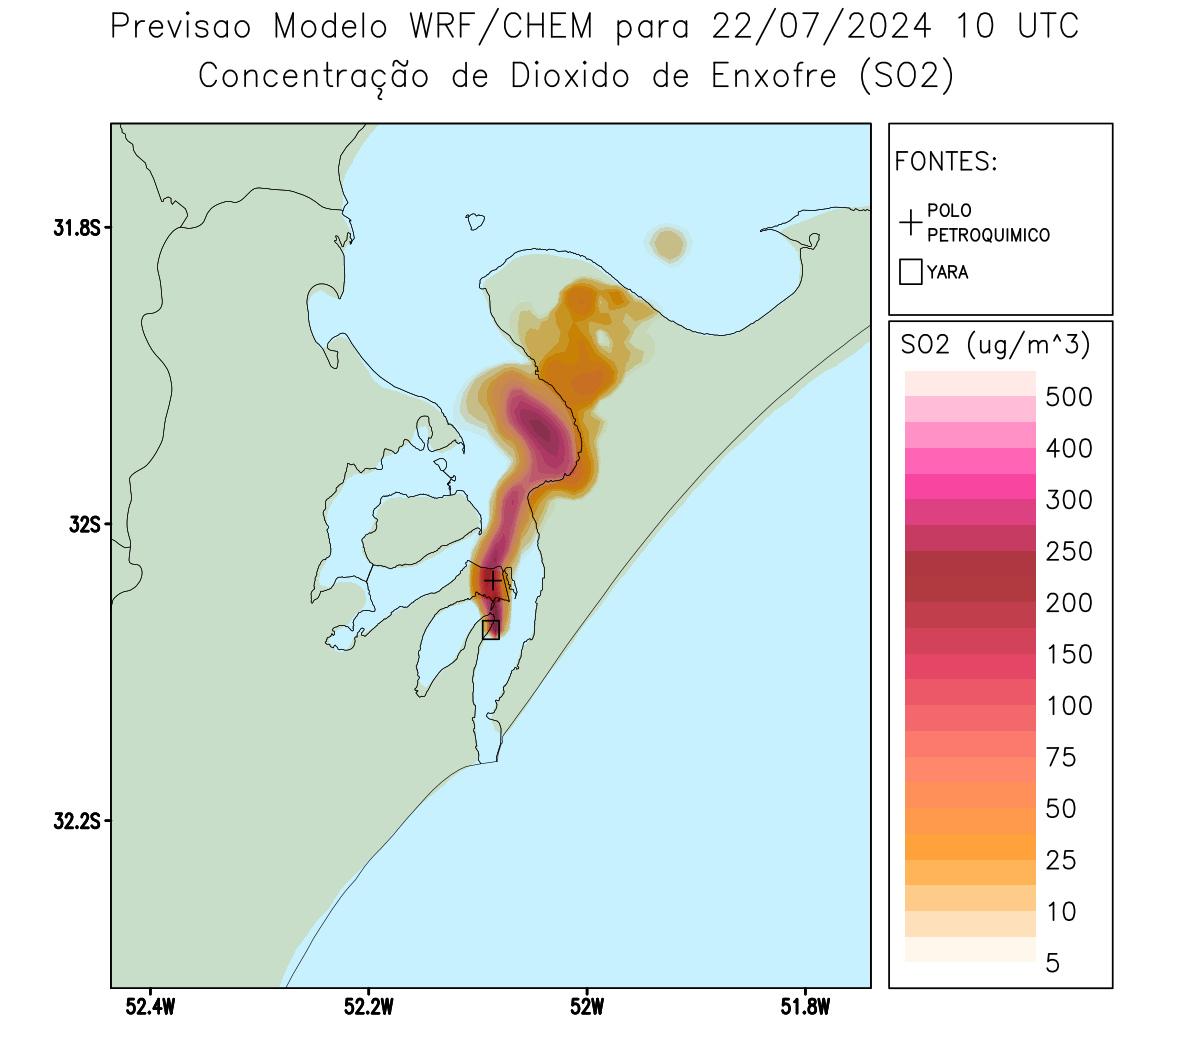 Previsao Modelo WRF/CHEM para 22/07/2024 10 UTC
Concentração de Dioxido de Enxofre (SO2)
FONTES:
POLO
PETROQUIMICO
YARA
31.8S
32S
32.2S
52.4W
52.2W
52W
51.8W
SO2 (ug/m^3)
500
400
300
250
200
150
100
75
50
25
10
5